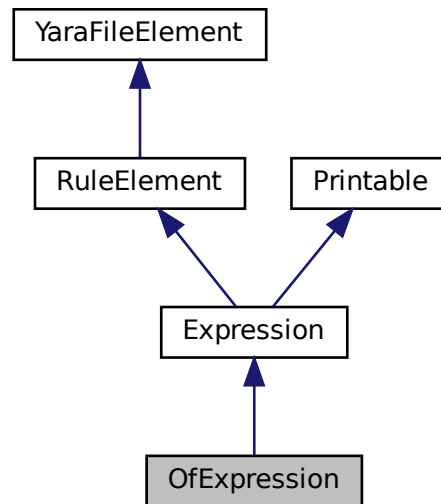 YaraFileElement
RuleElement
Printable
Expression
OfExpression